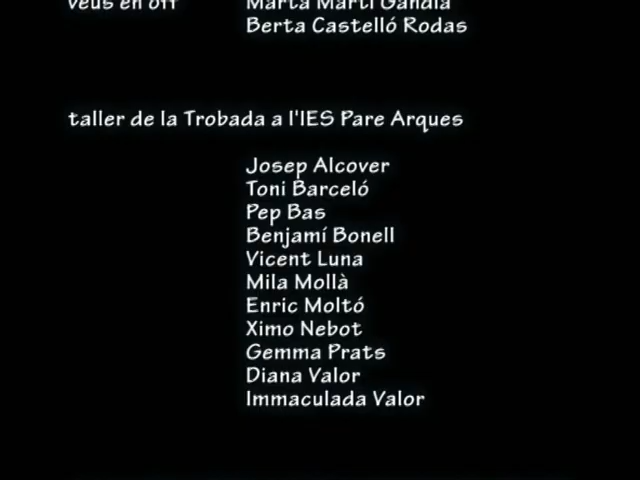 veus en off Marta Martí Gandia
Berta Castelló Rodas
taller de la Trobada a l'IES Pare Arques
Josep Alcover
Toni Barceló
Pep Bas
Benjamí Bonell
Vicent Luna
Mila Mollà
Enric Moltó
Ximo Nebot
Gemma Prats
Diana Valor
Immaculada Valor